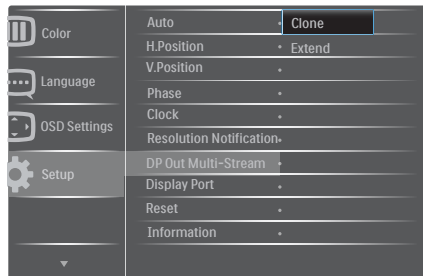 Color
Language
OSD Settings
Setup
Auto
H.Position
V.Position
Phase
Clock
Resolution Notification
DP Out Multi-Stream
Display Port
Reset
Information
Clone
Extend